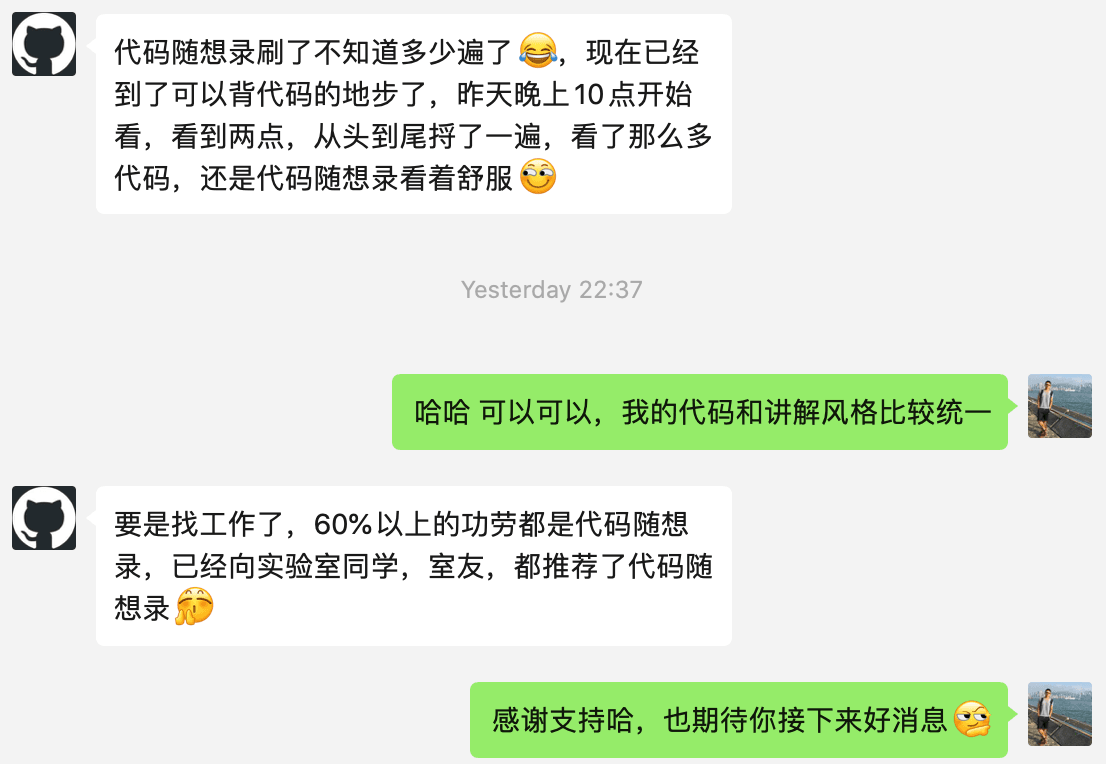 代码随想录刷了不知道多少遍了😂，现在已经
到了可以背代码的地步了，昨天晚上10点开始
看，看到两点，从头到尾捋了一遍，看了那么多
代码，还是代码随想录看着舒服
Yesterday 22:37
哈哈 可以可以，我的代码和讲解风格比较统一
要是找工作了，60%以上的功劳都是代码随想
录，已经向实验室同学，室友，都推荐了代码随
想录
感谢支持哈，也期待你接下来好消息